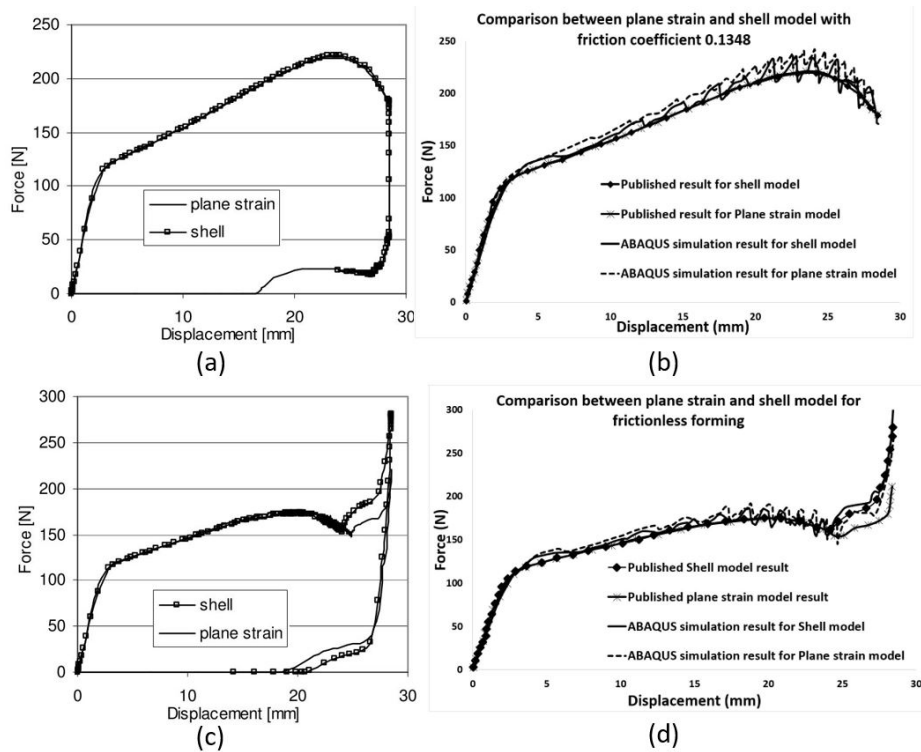 250
200
150
100
50
0
Force [N]
plane strain
shell
0 10 20 30
Displacement [mm]
(a)
Comparison between plane strain and shell model with
friction coefficient 0.1348
250
200
150
100
50
0
Force (N)
Published result for shell model
Published result for Plane strain model
ABAQUS simulation result for shell model
ABAQUS simulation result for plane strain model
0 5 10 15 20 25 30
Displacement (mm)
(b)
300
250
200
150
100
50
0
Force [N]
shell
plane strain
0 10 20 30
Displacement [mm]
(c)
Comparison between plane strain and shell model for
frictionless forming
300
250
200
150
100
50
0
Force (N)
Published Shell model result
Published plane strain model result
ABAQUS simulation result for Shell model
ABAQUS simulation result for Plane strain model
0 5 10 15 20 25 30
Displacement (mm)
(d)